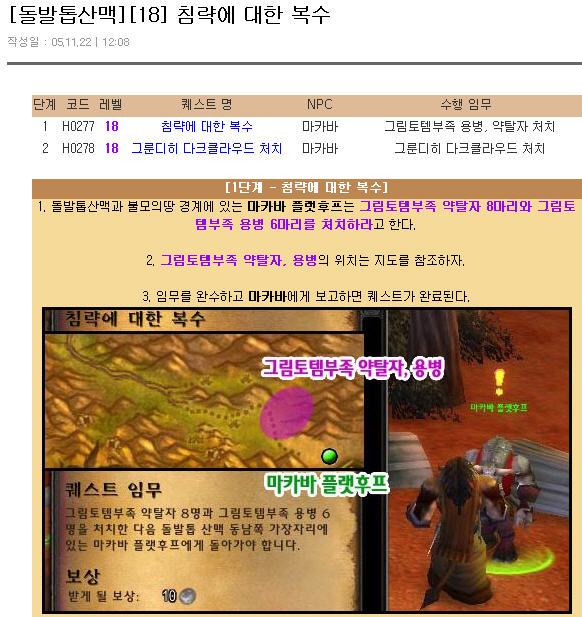 [돌발톱산맥][18] 침략에 대한 복수
작성일 : 05.11.22 | 12:08
단계 코드 레벨 퀘스트 명 NPC 수행 임무
1 H0277 18 침략에 대한 복수 마카바 그림토템부족 용병, 약탈자 처치
2 H0278 18 그룬디히 다크클라우드 처치 마카바 그룬디히 다크클라우드 처치
[1단계 - 침략에 대한 복수]
1. 돌발톱산맥과 불모의땅 경계에 있는 마카바 플랫후프는 그림토템부족 약탈자 8마리와 그림토
템부족 용병 6마리를 처치하라고 한다.
2. 그림토템부족 약탈자, 용병의 위치는 지도를 참조하자.
3. 임무를 완수하고 마카바에게 보고하면 퀘스트가 완료된다.
침략에 대한 복수
그림토템부족 약탈자, 용병
마카바 플랫후프
마카바 플랫후프
퀘스트 임무
그림토템부족 약탈자 8명과 그림토템부족 용병 6
명을 처치한 다음 돌발톱 산맥 동남쪽 가장자리에
있는 마카바 플랫후프에게 돌아가야 합니다.
보상
받게 될 보상: 10